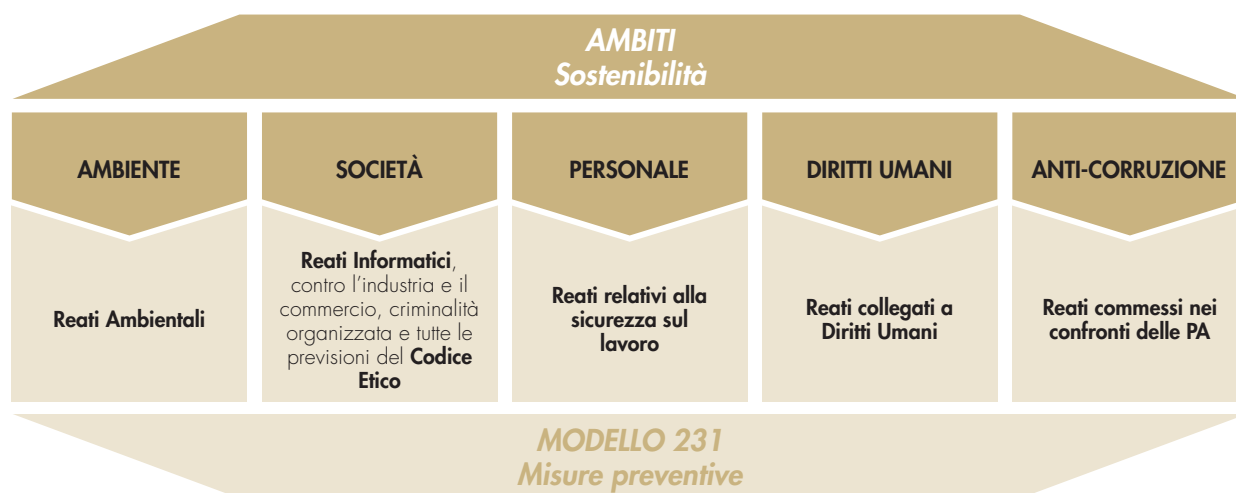 AMBITI
Sostenibilità
AMBIENTE
SOCIETÀ
PERSONALE
DIRITTI UMANI
ANTI-CORRUZIONE
Reati Ambientali
Reati Informatici,
contro l'industria e il
commercio, criminalità
organizzata e tutte le
previsioni del Codice
Etico
Reati relativi alla
sicurezza sul
lavoro
Reati collegati a
Diritti Umani
Reati commessi nei
confronti delle PA
MODELLO 231
Misure preventive